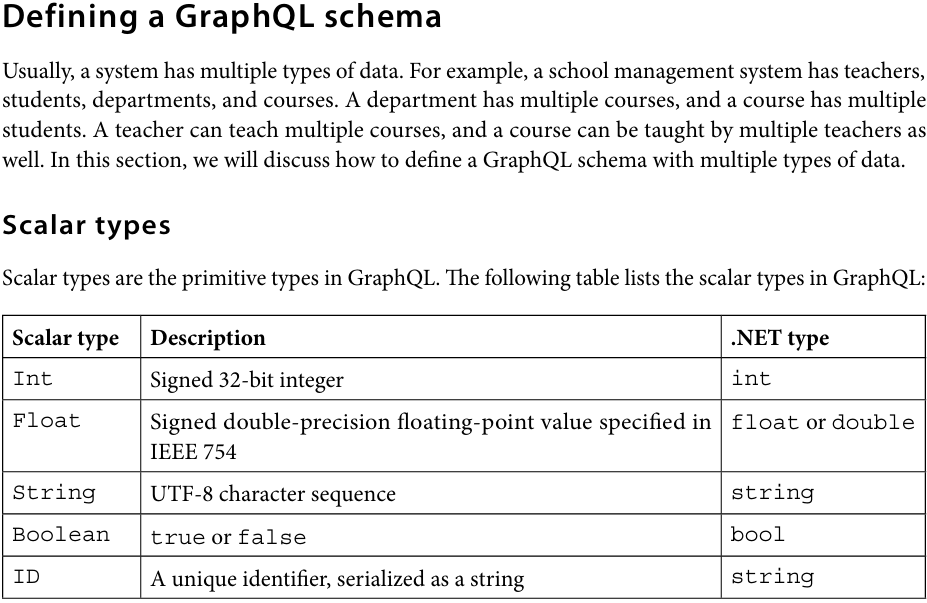 Defining a GraphQL schema
Usually, a system has multiple types of data. For example, a school management system has teachers,
students, departments, and courses. A department has multiple courses, and a course has multiple
students. A teacher can teach multiple courses, and a course can be taught by multiple teachers as
well. In this section, we will discuss how to define a GraphQL schema with multiple types of data.
Scalar types
Scalar types are the primitive types in GraphQL. The following table lists the scalar types in GraphQL:
Scalar type Description .NET type
Int Signed 32-bit integer int
Float Signed double-precision floating-point value specified in float or double
IEEE 754
String UTF-8 character sequence string
Boolean true or false bool
ID A unique identifier, serialized as a string string